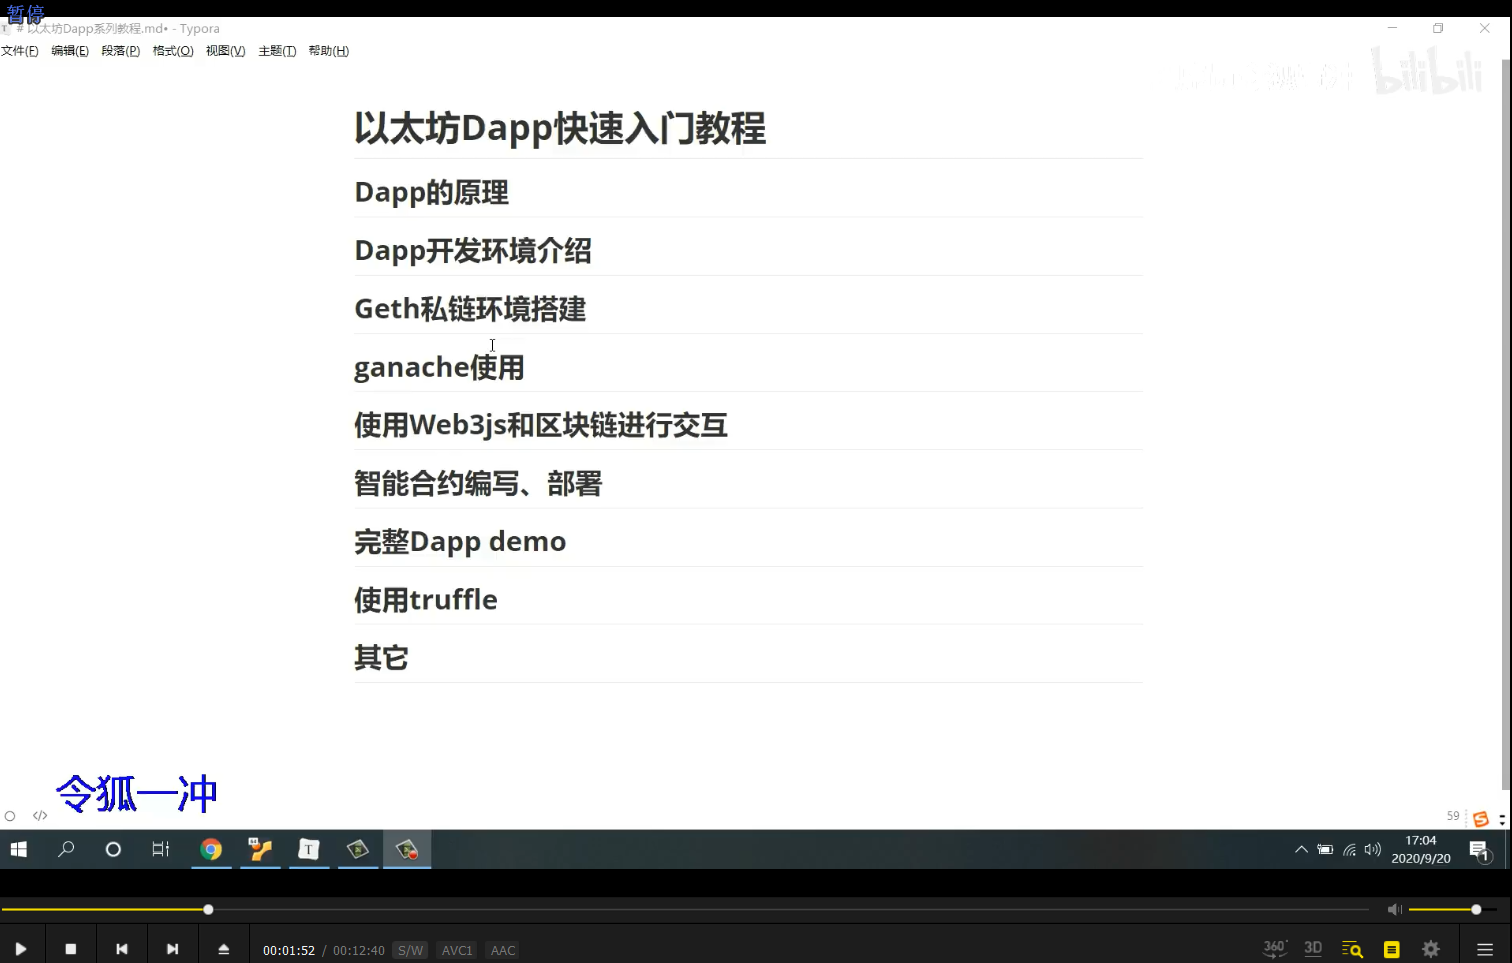 暂停
# 以太坊Dapp系列教程.md• - Typora
文件(F) 编辑(E) 段落(P) 格式(O) 视图(V) 主题(T) 帮助(H)
bilibili
以太坊Dapp快速入门教程
Dapp的原理
Dapp开发环境介绍
Geth私链环境搭建
ganache使用
使用Web3js和区块链进行交互
智能合约编写、部署
完整Dapp demo
使用truffle
其它
令狐一冲
59
17:04
2020/9/20
00:01:52 / 00:12:40 S/W AVC1 AAC
360° 3D